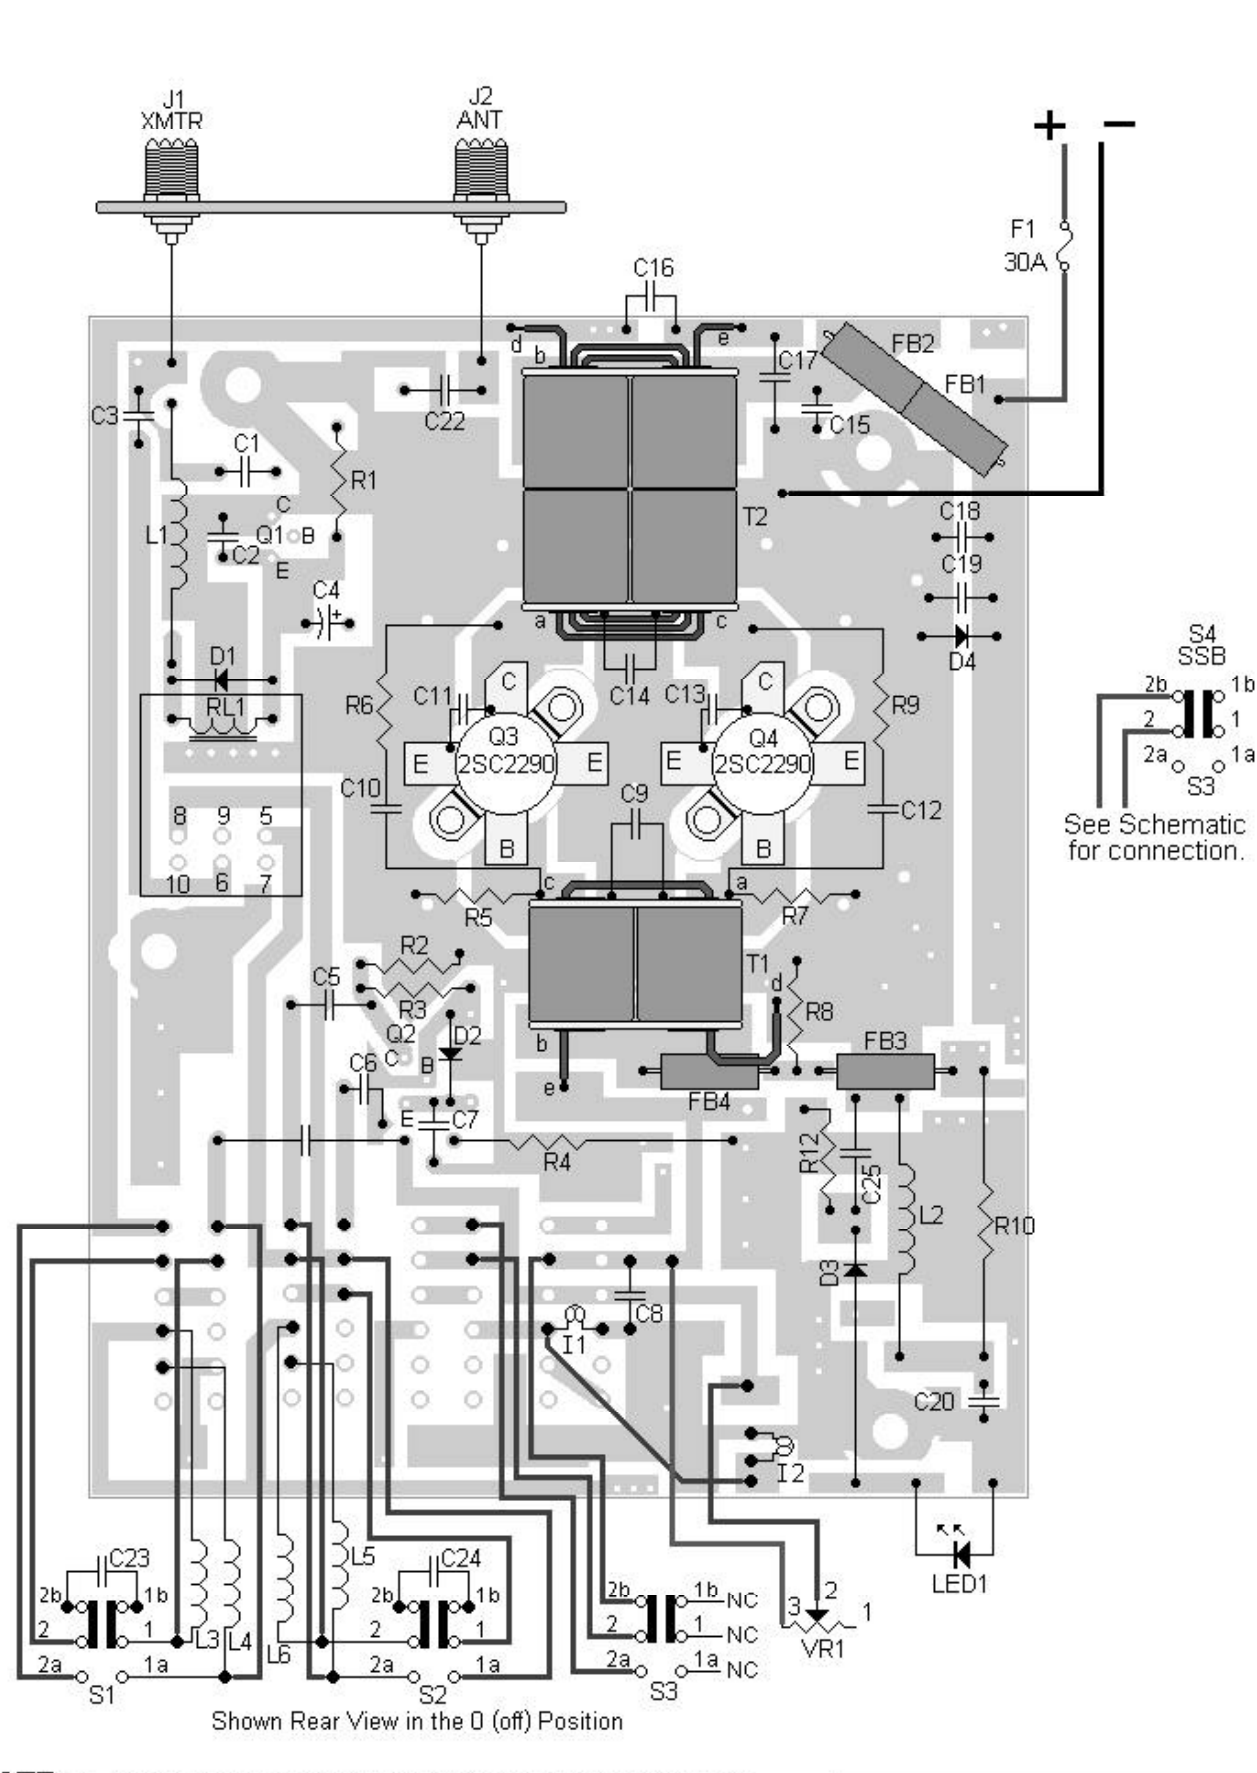 J1
XMTR
J2
ANT
+ −
F1
30A
C16
d
b
e
FB2
C17
FB1
C3
C22
C15
C1
R1
C
L1
C2
Q1
B
E
T2
C18
C19
C4
a
c
D4
S4
SSB
D1
RL1
R6
C11
C
C14
C13
C
R9
2b
1b
2
1
2a
1a
S3
Q3
2SC2290
E
E
Q4
2SC2290
E
E
C10
C9
C12
8 9 5
B
B
See Schematic
for connection.
10 6 7
c
a
R5
R7
R2
T1
C5
d
R3
R8
Q2
D2
b
FB3
C
B
C6
e
FB4
E
C7
R12
R4
C25
L2
R10
D3
C8
I1
C20
I2
LED1
C23
2b
1b
2
1
2a
1a
S1
L3
L4
L6
L5
C24
2b
1b
2
1
2a
1a
S2
2b
1b
NC
2
1
NC
2a
1a
NC
S3
3
2
1
VR1
Shown Rear View in the 0 (off) Position